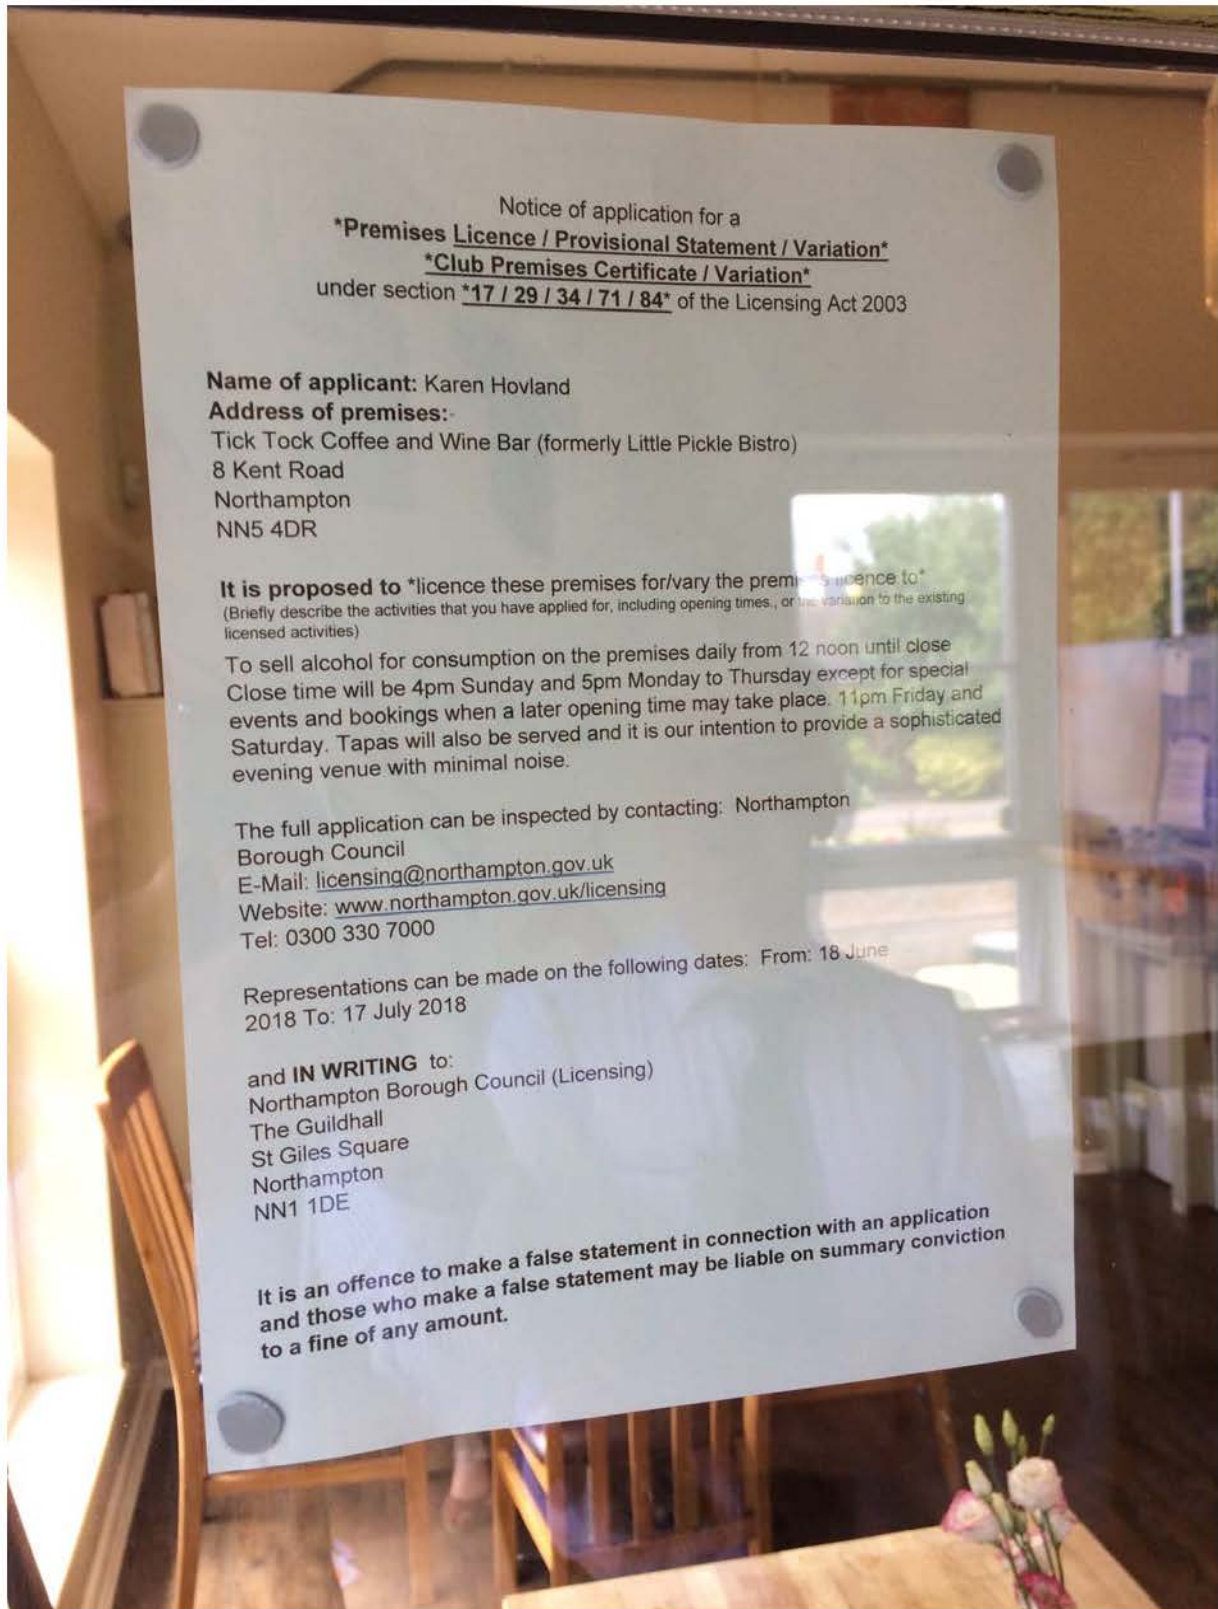 Notice of application for a
*Premises Licence / Provisional Statement / Variation*
*Club Premises Certificate / Variation*
under section *17 / 29 / 34 / 71 / 84* of the Licensing Act 2003
Name of applicant: Karen Hovland
Address of premises:-
Tick Tock Coffee and Wine Bar (formerly Little Pickle Bistro)
8 Kent Road
Northampton
NN5 4DR
It is proposed to *licence these premises for/vary the premises licence to*
(Briefly describe the activities that you have applied for, including opening times., or the variation to the existing
licensed activities)
To sell alcohol for consumption on the premises daily from 12 noon until close
Close time will be 4pm Sunday and 5pm Monday to Thursday except for special
events and bookings when a later opening time may take place. 11pm Friday and
Saturday. Tapas will also be served and it is our intention to provide a sophisticated
evening venue with minimal noise.
The full application can be inspected by contacting: Northampton
Borough Council
E-Mail: licensing@northampton.gov.uk
Website: www.northampton.gov.uk/licensing
Tel: 0300 330 7000
Representations can be made on the following dates: From: 18 June
2018 To: 17 July 2018
and IN WRITING to:
Northampton Borough Council (Licensing)
The Guildhall
St Giles Square
Northampton
NN1 1DE
It is an offence to make a false statement in connection with an application
and those who make a false statement may be liable on summary conviction
to a fine of any amount.